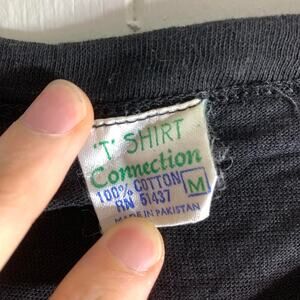 'T' SHIRT
Connection
100% COTTON
RN 51437
M
MADE IN PAKISTAN